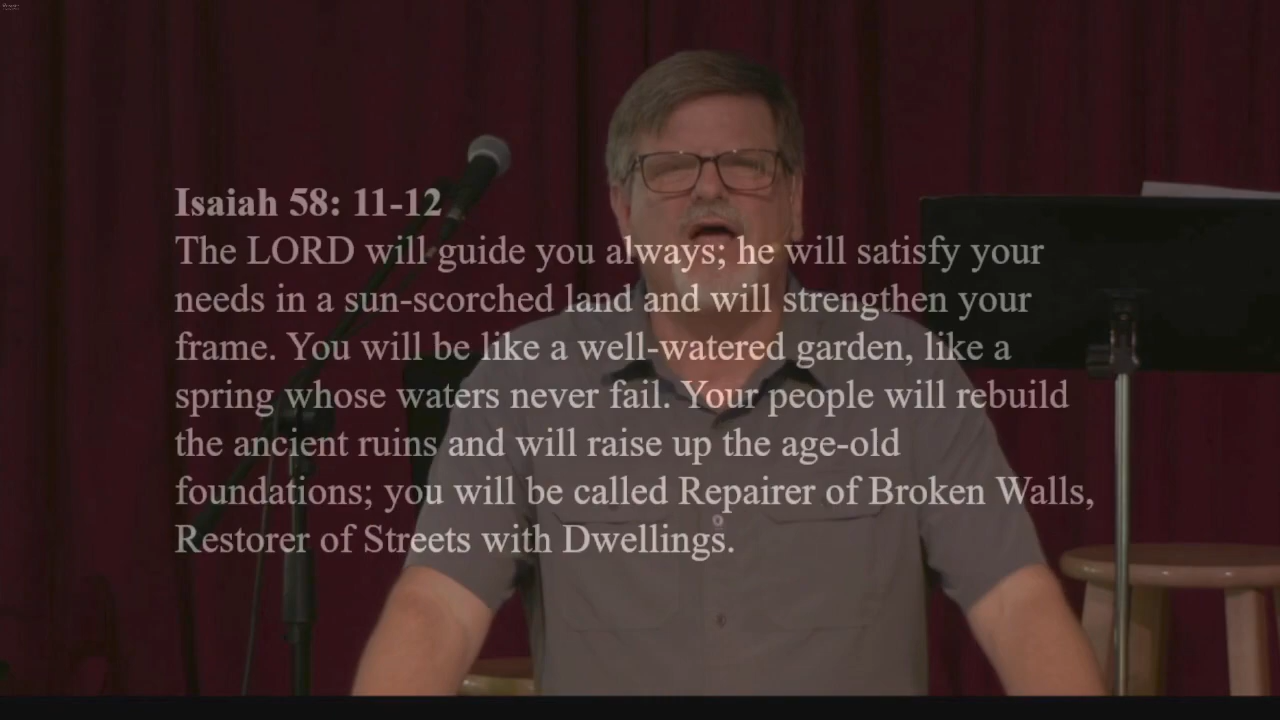 Isaiah 58: 11-12
The LORD will guide you always; he will satisfy your
needs in a sun-scorched land and will strengthen your
frame. You will be like a well-watered garden, like a
spring whose waters never fail. Your people will rebuild
the ancient ruins and will raise up the age-old
foundations; you will be called Repairer of Broken Walls,
Restorer of Streets with Dwellings.